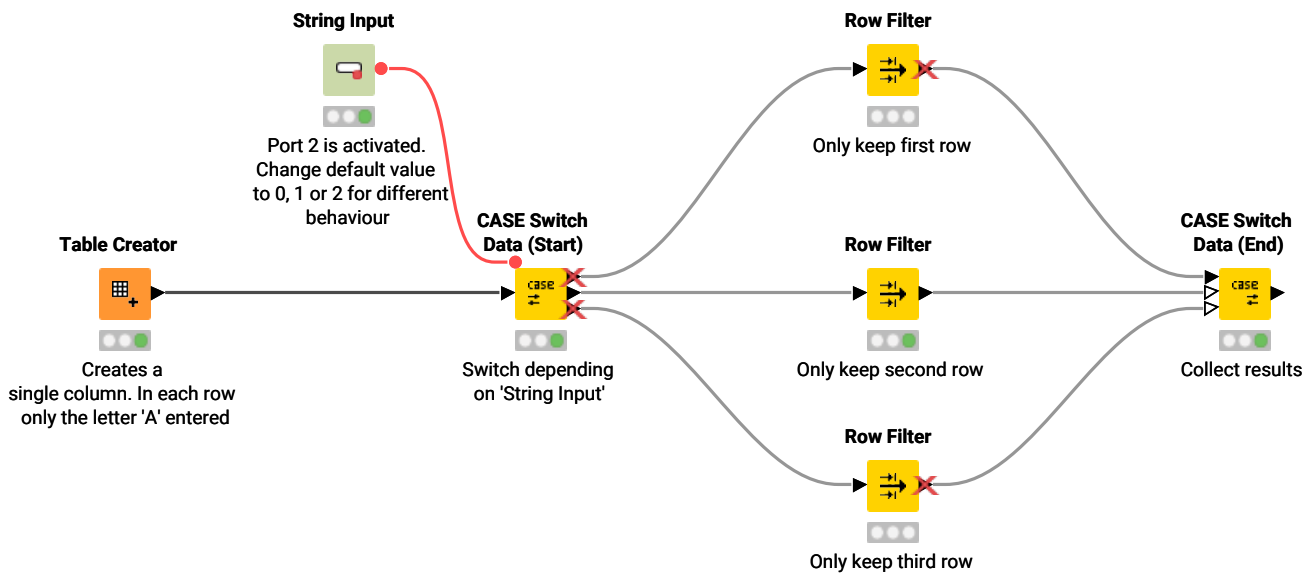 String Input
Port 2 is activated.
Change default value
to 0, 1 or 2 for different
behaviour
Table Creator
Creates a
single column. In each row
only the letter 'A' entered
CASE Switch
Data (Start)
case
Switch depending
on 'String Input'
Row Filter
Only keep first row
Row Filter
Only keep second row
Row Filter
Only keep third row
CASE Switch
Data (End)
case
Collect results